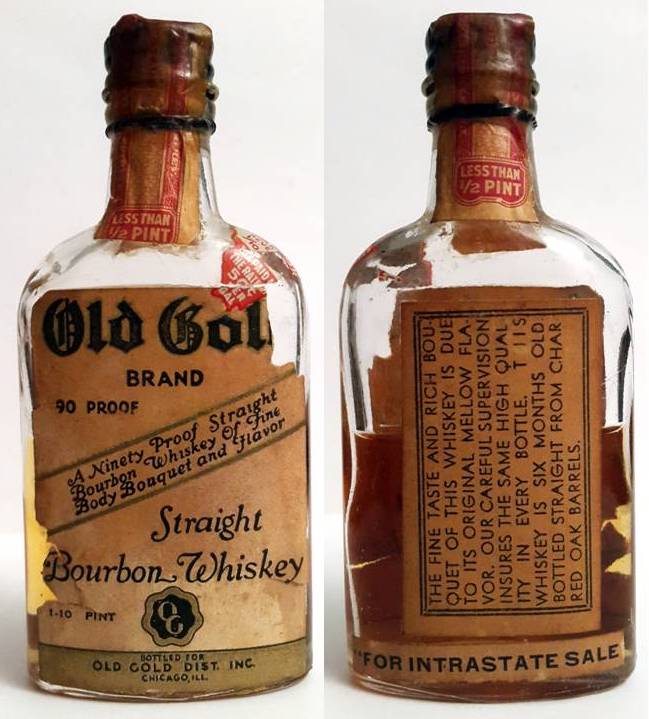 LESS THAN
1/2 PINT
Old Gol
BRAND
90 PROOF
A Ninety Proof Straight
Bourbon Whiskey Of Fine
Body Bouquet and Flavor
Straight
Bourbon Whiskey
1-10 PINT
OG
BOTTLED FOR
OLD GOLD DIST. INC.
CHICAGO, ILL.
LESS THAN
1/2 PINT
THE FINE TASTE AND RICH BOU-
QUET OF THIS WHISKEY IS DUE
TO ITS ORIGINAL MELLOW FLA-
VOR. OUR CAREFUL SUPERVISION
INSURES THE SAME HIGH QUAL
ITY IN EVERY BOTTLE. T IIS
WHISKEY IS SIX MONTHS OLD
BOTTLED STRAIGHT FROM CHAR
RED OAK BARRELS.
"FOR INTRASTATE SALE